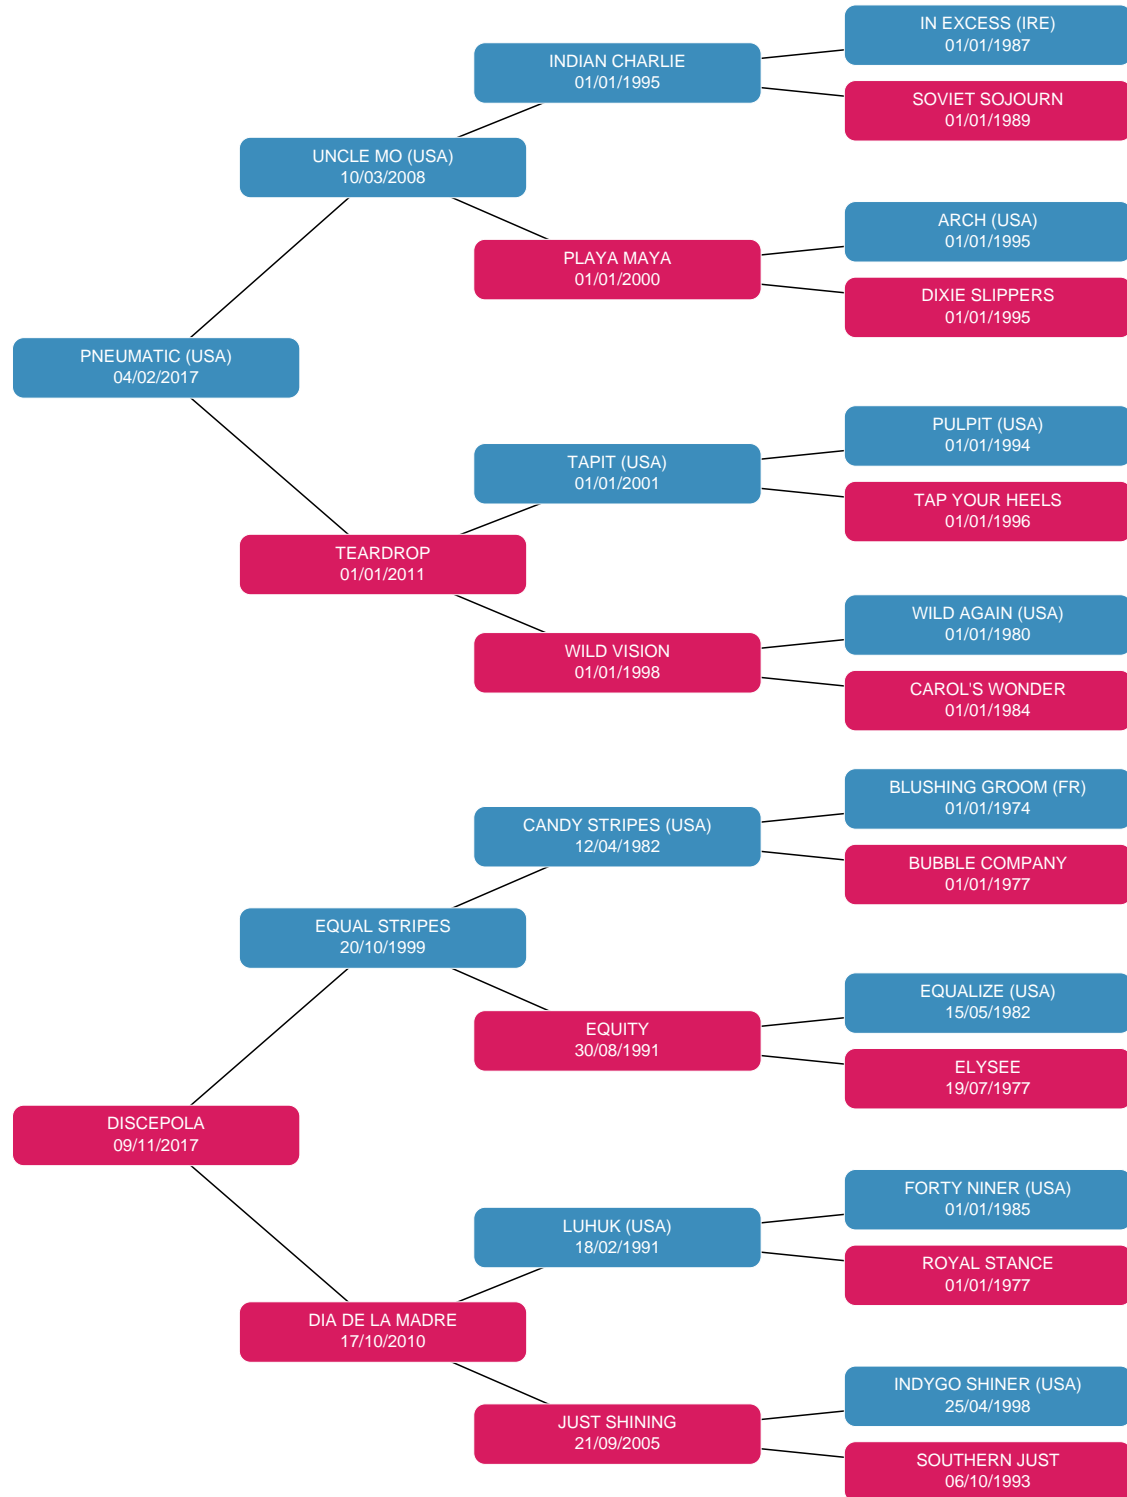 IN EXCESS (IRE)
01/01/1987
INDIAN CHARLIE
01/01/1995
SOVIET SOJOURN
01/01/1989
UNCLE MO (USA)
10/03/2008
ARCH (USA)
01/01/1995
PLAYA MAYA
01/01/2000
DIXIE SLIPPERS
01/01/1995
PNEUMATIC (USA)
04/02/2017
PULPIT (USA)
01/01/1994
TAPIT (USA)
01/01/2001
TAP YOUR HEELS
01/01/1996
TEARDROP
01/01/2011
WILD AGAIN (USA)
01/01/1980
WILD VISION
01/01/1998
CAROL'S WONDER
01/01/1984
BLUSHING GROOM (FR)
01/01/1974
CANDY STRIPES (USA)
12/04/1982
BUBBLE COMPANY
01/01/1977
EQUAL STRIPES
20/10/1999
EQUALIZE (USA)
15/05/1982
EQUITY
30/08/1991
ELYSEE
19/07/1977
DISCEPOLA
09/11/2017
FORTY NINER (USA)
01/01/1985
LUHUK (USA)
18/02/1991
ROYAL STANCE
01/01/1977
DIA DE LA MADRE
17/10/2010
INDYGO SHINER (USA)
25/04/1998
JUST SHINING
21/09/2005
SOUTHERN JUST
06/10/1993